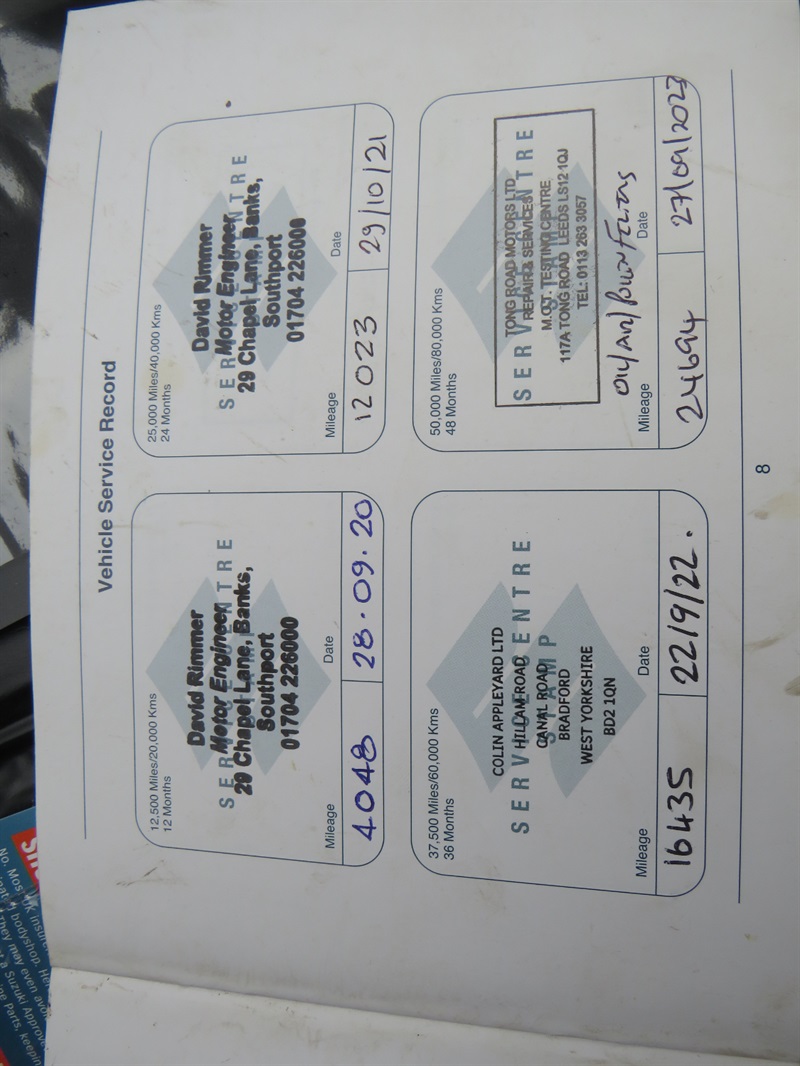 Vehicle Service Record
12,500 Miles/20,000 Kms
12 Months
SERVICE CENTRE
David Rimmer
Motor Engineer
29 Chapel Lane, Banks,
Southport
01704 226000
Mileage
Date
4048
28.09.20
25,000 Miles/40,000 Kms
24 Months
SERVICE CENTRE
David Rimmer
Motor Engineer
29 Chapel Lane, Banks,
Southport
01704 226000
Mileage
Date
12023
29/10/21
37,500 Miles/60,000 Kms
36 Months
SERVICE CENTRE
STAMP
COLIN APPLEYARD LTD
HILLAM ROAD
CANAL ROAD
BRADFORD
WEST YORKSHIRE
BD2 1QN
Mileage
Date
16435
22/9/22.
50,000 Miles/80,000 Kms
48 Months
SERVICE CENTRE
TONG ROAD MOTORS LTD
REPAIR & SERVICES
M.O.T. TESTING CENTRE
117A TONG ROAD LEEDS LS12 1QJ
TEL: 0113 263 3057
Oil/Air/
Mileage
Date
24694
27/09/2023
8